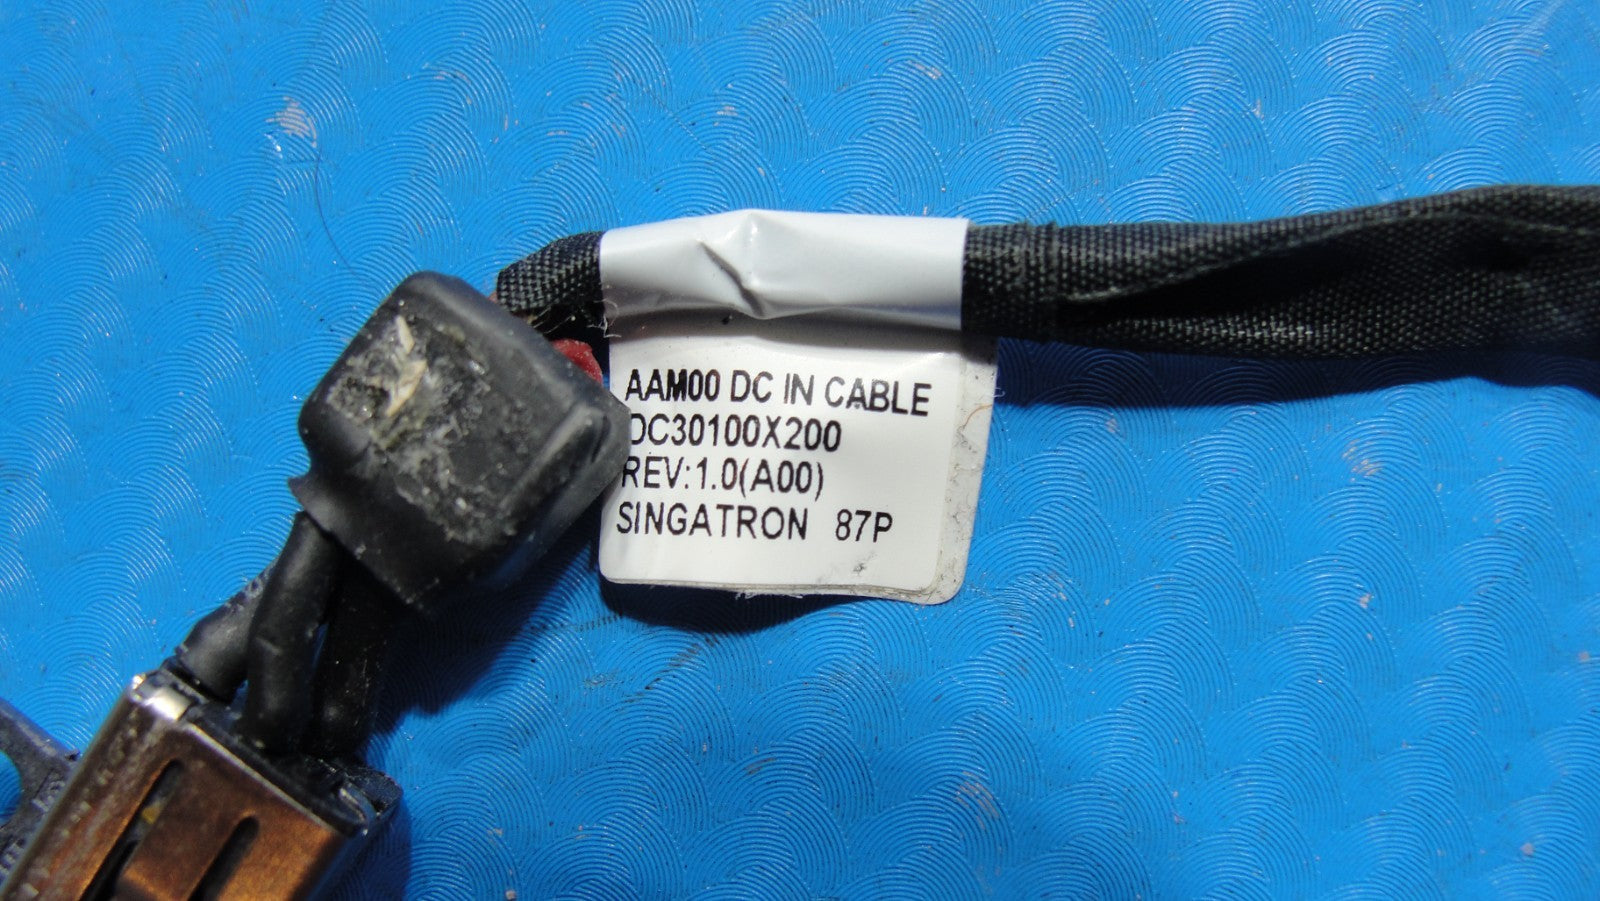 AAM00 DC IN CABLE
DC30100X200
REV:1.0(A00)
SINGATRON 87P